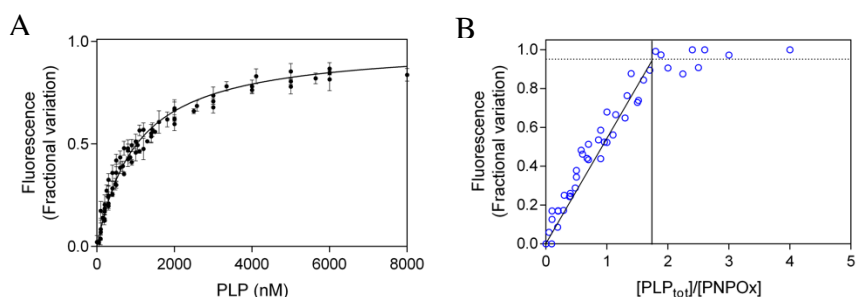 A
B
Fluorescence
(Fractional variation)
1.0
0.5
0.0
0
2000
4000
6000
8000
PLP (nM)
Fluorescence
(Fractional variation)
1.0
0.8
0.6
0.4
0.2
0.0
0
1
2
3
4
5
[PLPtot]/[PNPOx]